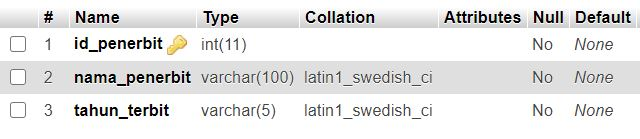 # Name Type Collation Attributes Null Default
1 id_penerbit int(11) No None
2 nama_penerbit varchar(100) latin1_swedish_ci No None
3 tahun_terbit varchar(5) latin1_swedish_ci No None